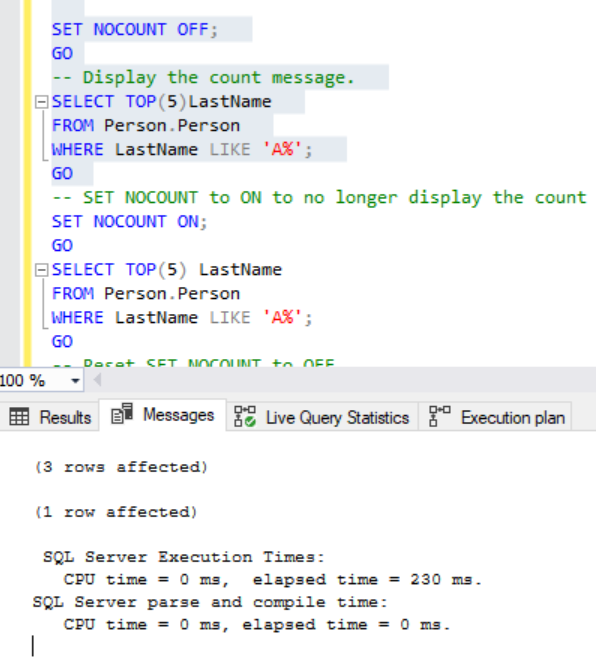 SET NOCOUNT OFF;
GO
-- Display the count message.
SELECT TOP(5)LastName
FROM Person.Person
WHERE LastName LIKE 'A%';
GO
-- SET NOCOUNT to ON to no longer display the count
SET NOCOUNT ON;
GO
SELECT TOP(5) LastName
FROM Person.Person
WHERE LastName LIKE 'A%';
GO
-- Reset SET NOCOUNT to OFF
100 %
Results Messages Live Query Statistics Execution plan
(3 rows affected)
(1 row affected)
SQL Server Execution Times:
CPU time = 0 ms, elapsed time = 230 ms.
SQL Server parse and compile time:
CPU time = 0 ms, elapsed time = 0 ms.